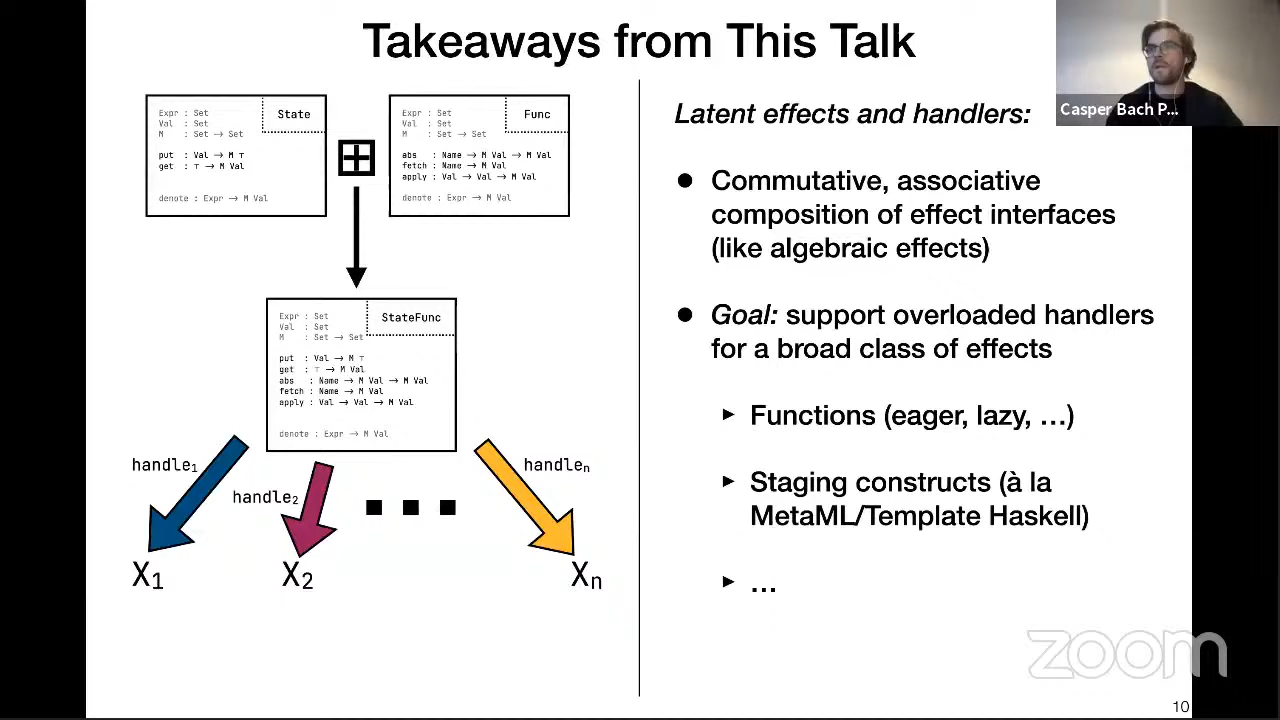 Takeaways from This Talk
Casper Bach P...
State
Expr : Set
Val : Set
M : Set → Set
put : Val → M ⊤
get : ⊤ → M Val
denote : Expr → M Val
Func
Expr : Set
Val : Set
M : Set → Set
abs : Name → M Val → M Val
fetch : Name → M Val
apply : Val → Val → M Val
denote : Expr → M Val
StateFunc
Expr : Set
Val : Set
M : Set → Set
put : Val → M ⊤
get : ⊤ → M Val
abs : Name → M Val → M Val
fetch : Name → M Val
apply : Val → Val → M Val
denote : Expr → M Val
handle₁
handle₂
handleₙ
X₁
X₂
Xₙ
Latent effects and handlers:
● Commutative, associative
composition of effect interfaces
(like algebraic effects)
● Goal: support overloaded handlers
for a broad class of effects
‣ Functions (eager, lazy, …)
‣ Staging constructs (à la
MetaML/Template Haskell)
‣ …
zoom
10